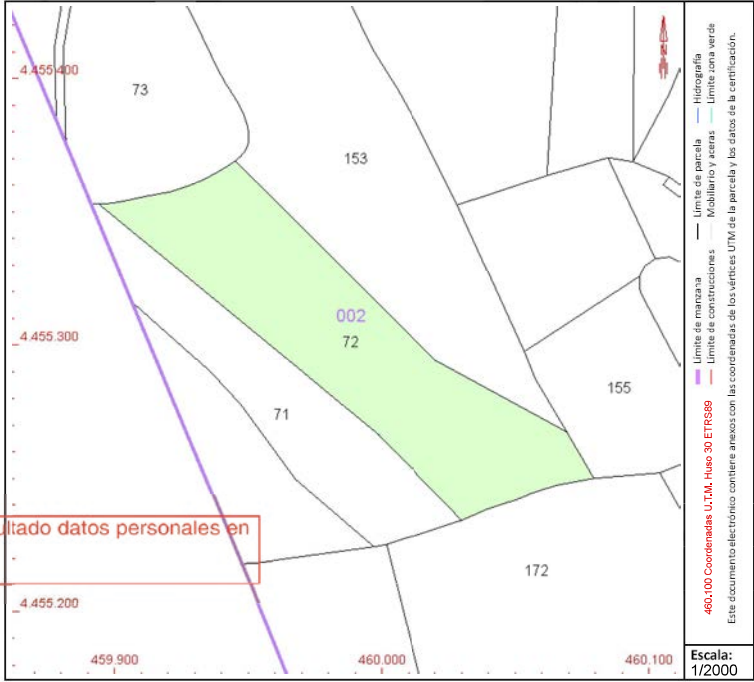 4.455.400
73
153
002
72
4.455.300
155
71
ultado datos personales en
172
4.455.200
459.900
460.000
460.100
460.100 Coordenadas U.T.M. Huso 30 ETRS89
Límite de manzana
Límite de parcela
Hidrografía
Límite de construcciones
Mobiliario y aceras
Límite zona verde
Este documento electrónico contiene anexos con las coordenadas de los vértices UTM de la parcela y los datos de la certificación.
Escala:
1/2000